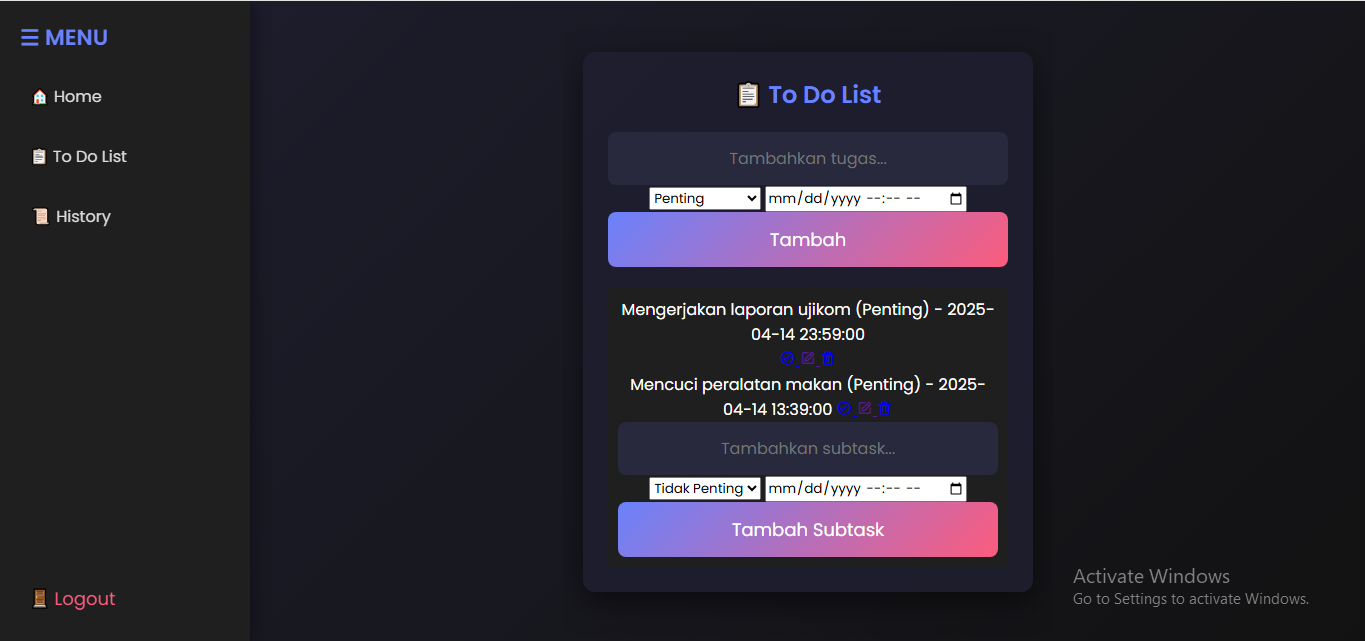 ☰ MENU
Home
To Do List
History
Logout
To Do List
Tambahkan tugas...
Penting mm/dd/yyyy --:-- --
Tambah
Mengerjakan laporan ujikom (Penting) - 2025-
04-14 23:59:00
Mencuci peralatan makan (Penting) - 2025-
04-14 13:39:00
Tambahkan subtask...
Tidak Penting mm/dd/yyyy --:-- --
Tambah Subtask
Activate Windows
Go to Settings to activate Windows.